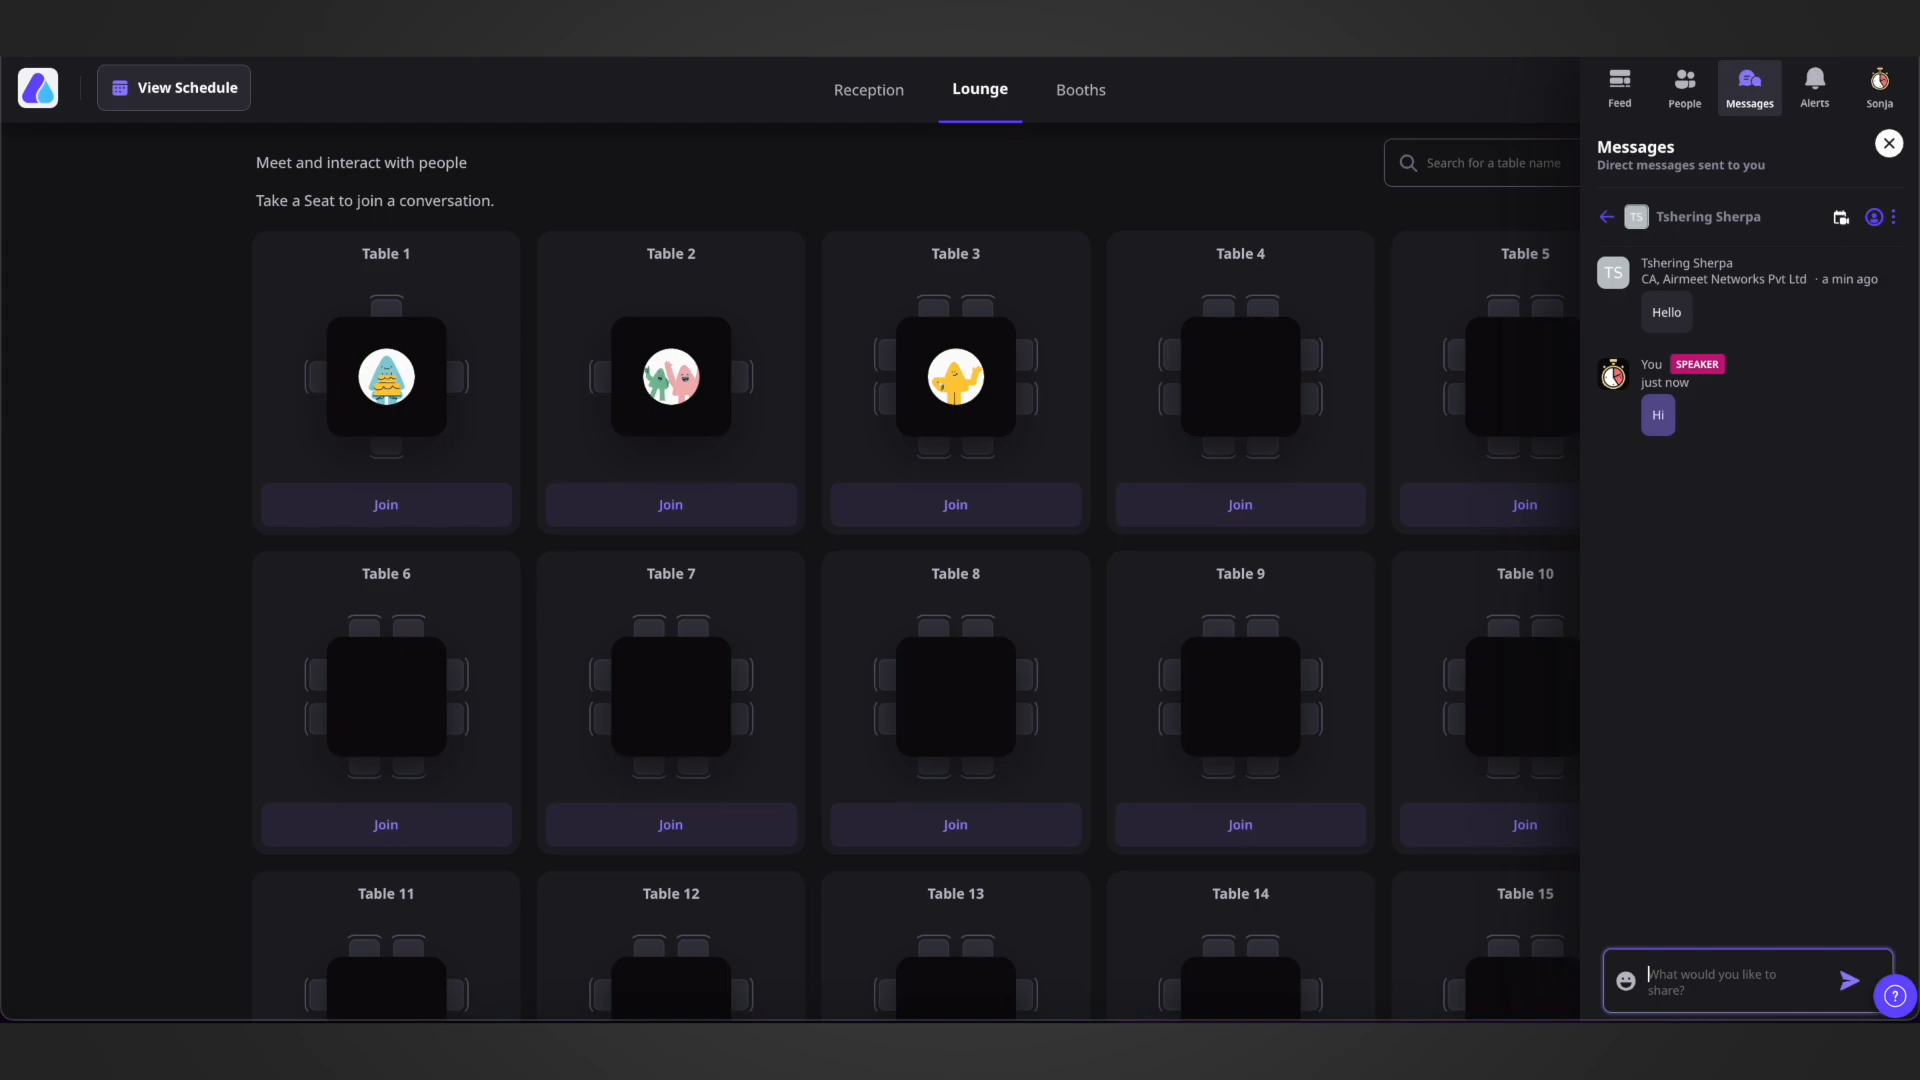 View Schedule
Reception
Lounge
Booths
Feed
People
Messages
Alerts
Sonja
Meet and interact with people
Take a Seat to join a conversation.
Search for a table name
Table 1
Table 2
Table 3
Table 4
Table 5
Join
Join
Join
Join
Join
Table 6
Table 7
Table 8
Table 9
Table 10
Join
Join
Join
Join
Join
Table 11
Table 12
Table 13
Table 14
Table 15
Messages
Direct messages sent to you
TS Tshering Sherpa
TS
Tshering Sherpa
CA, Airmeet Networks Pvt Ltd · a min ago
Hello
You SPEAKER
just now
Hi
What would you like to
share?
?